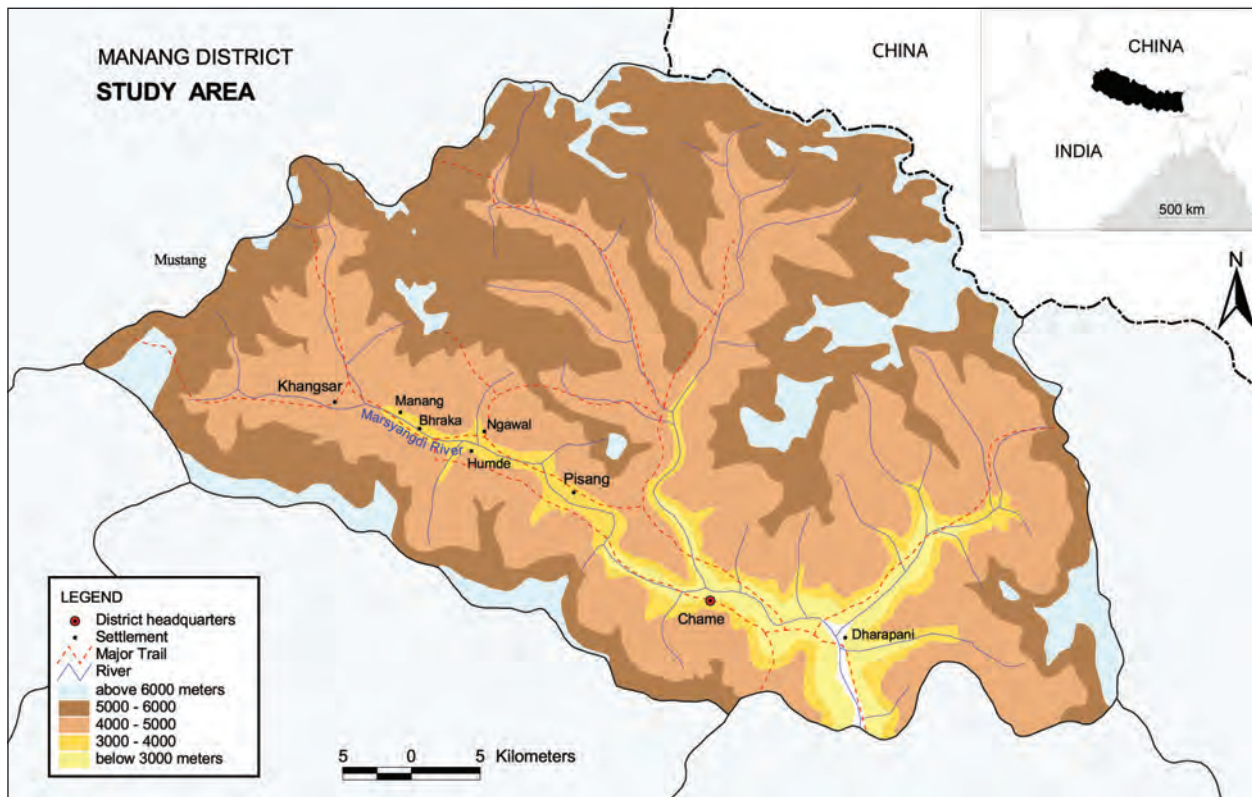 MANANG DISTRICT
STUDY AREA
CHINA
CHINA
INDIA
500 km
N
Mustang
Khangsar
Manang
Bhraka
Ngawal
Marsyangdi River
Humde
Pisang
Chame
Dharapani
LEGEND
District headquarters
Settlement
Major Trail
River
above 6000 meters
5000 - 6000
4000 - 5000
3000 - 4000
below 3000 meters
5 0 5 Kilometers